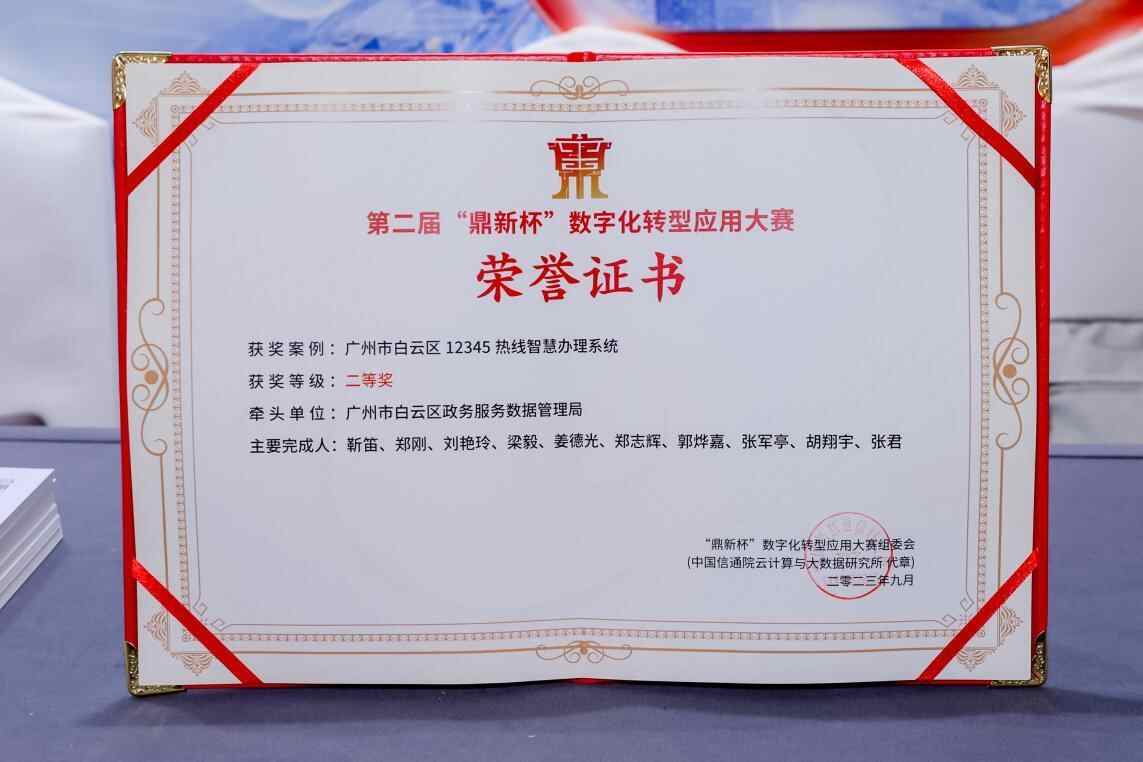 第二届“鼎新杯”数字化转型应用大赛
荣誉证书
获奖案例：广州市白云区 12345 热线智慧办理系统
获奖等级：二等奖
牵头单位：广州市白云区政务服务数据管理局
主要完成人：靳笛、郑刚、刘艳玲、梁毅、姜德光、郑志辉、郭烨嘉、张军亭、胡翔宇、张君
“鼎新杯”数字化转型应用大赛组委会
(中国信通院云计算与大数据研究所 代章)
二零二三年九月